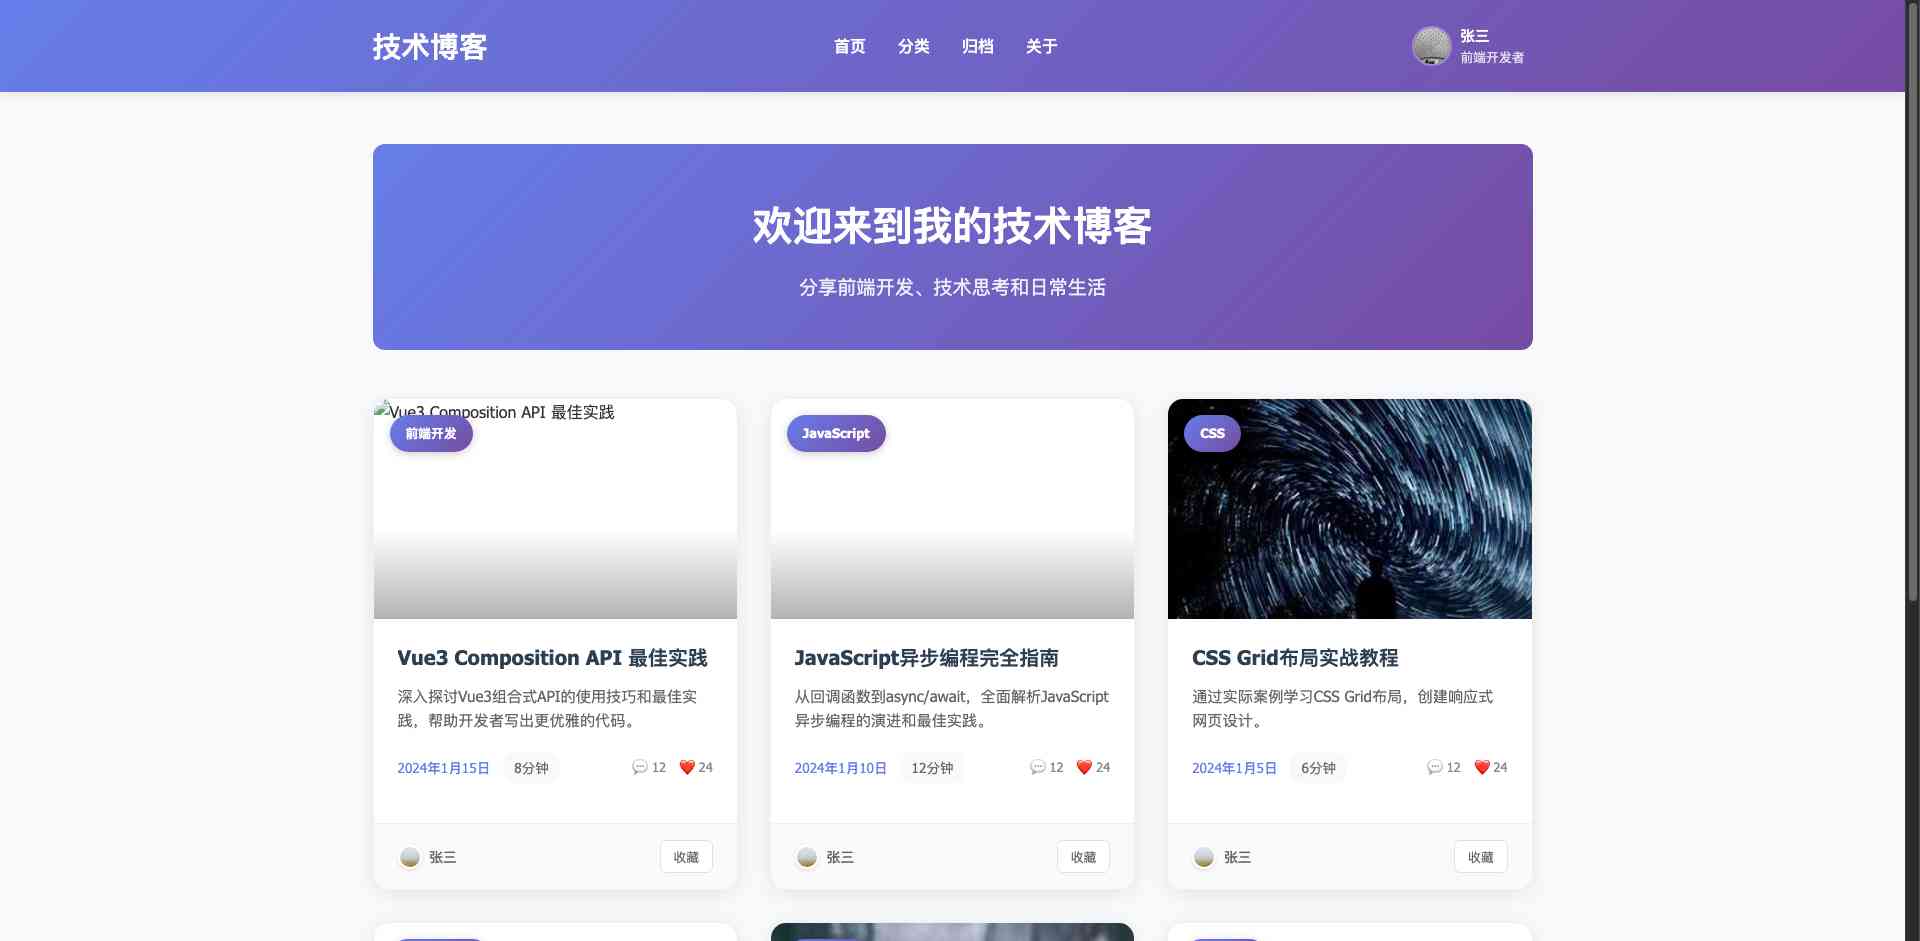 技术博客
首页 分类 归档 关于
张三
前端开发者
欢迎来到我的技术博客
分享前端开发、技术思考和日常生活
Vue3 Composition API 最佳实践
前端开发
JavaScript
CSS
Vue3 Composition API 最佳实践
深入探讨Vue3组合式API的使用技巧和最佳实
践，帮助开发者写出更优雅的代码。
2024年1月15日 8分钟 12 24
张三 收藏
JavaScript异步编程完全指南
从回调函数到async/await，全面解析JavaScript
异步编程的演进和最佳实践。
2024年1月10日 12分钟 12 24
张三 收藏
CSS Grid布局实战教程
通过实际案例学习CSS Grid布局，创建响应式
网页设计。
2024年1月5日 6分钟 12 24
张三 收藏